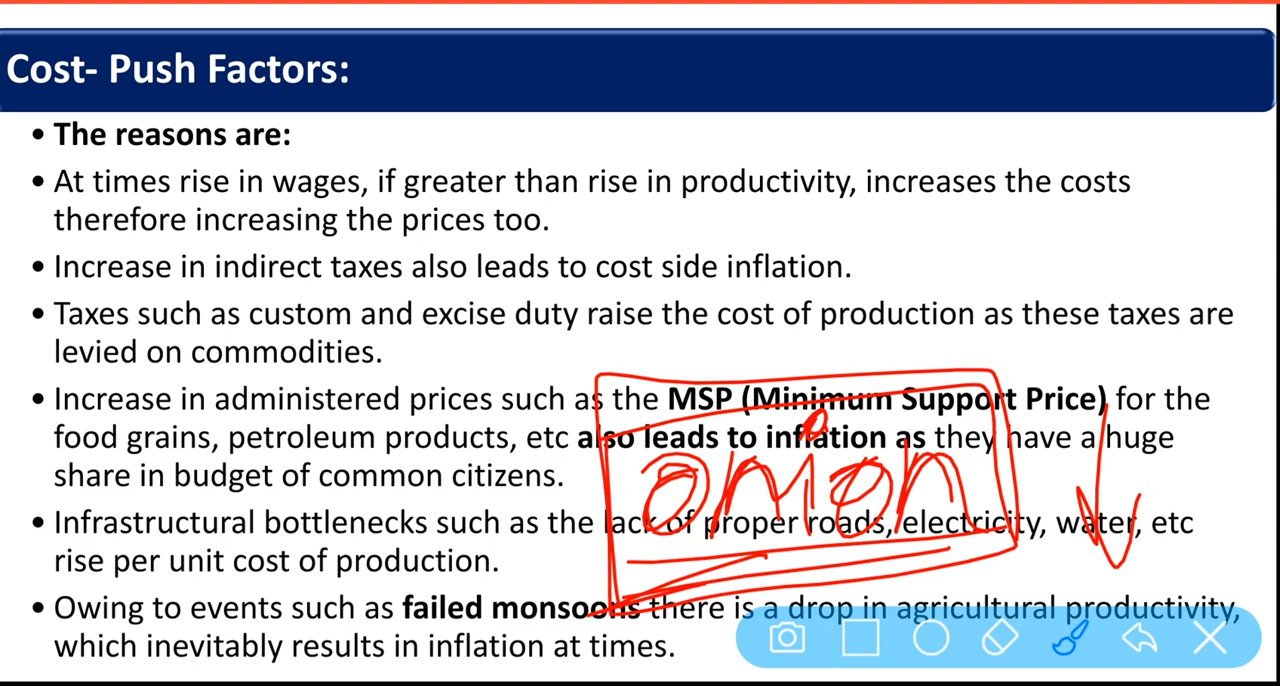 Cost- Push Factors:
• The reasons are:
• At times rise in wages, if greater than rise in productivity, increases the costs
therefore increasing the prices too.
• Increase in indirect taxes also leads to cost side inflation.
• Taxes such as custom and excise duty raise the cost of production as these taxes are
levied on commodities.
• Increase in administered prices such as the MSP (Minimum Support Price) for the
food grains, petroleum products, etc also leads to inflation as they have a huge
share in budget of common citizens.
onion
• Infrastructural bottlenecks such as the lack of proper roads, electricity, water, etc
rise per unit cost of production.
• Owing to events such as failed monsoons there is a drop in agricultural productivity,
which inevitably results in inflation at times.